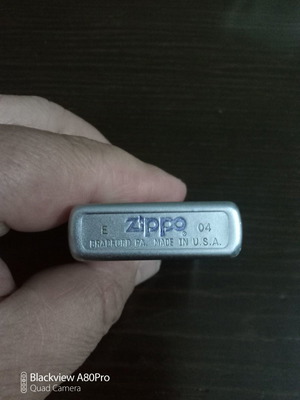 E zippo 04
BRADFORD PA. MADE IN U.S.A.
Blackview A80Pro
Quad Camera